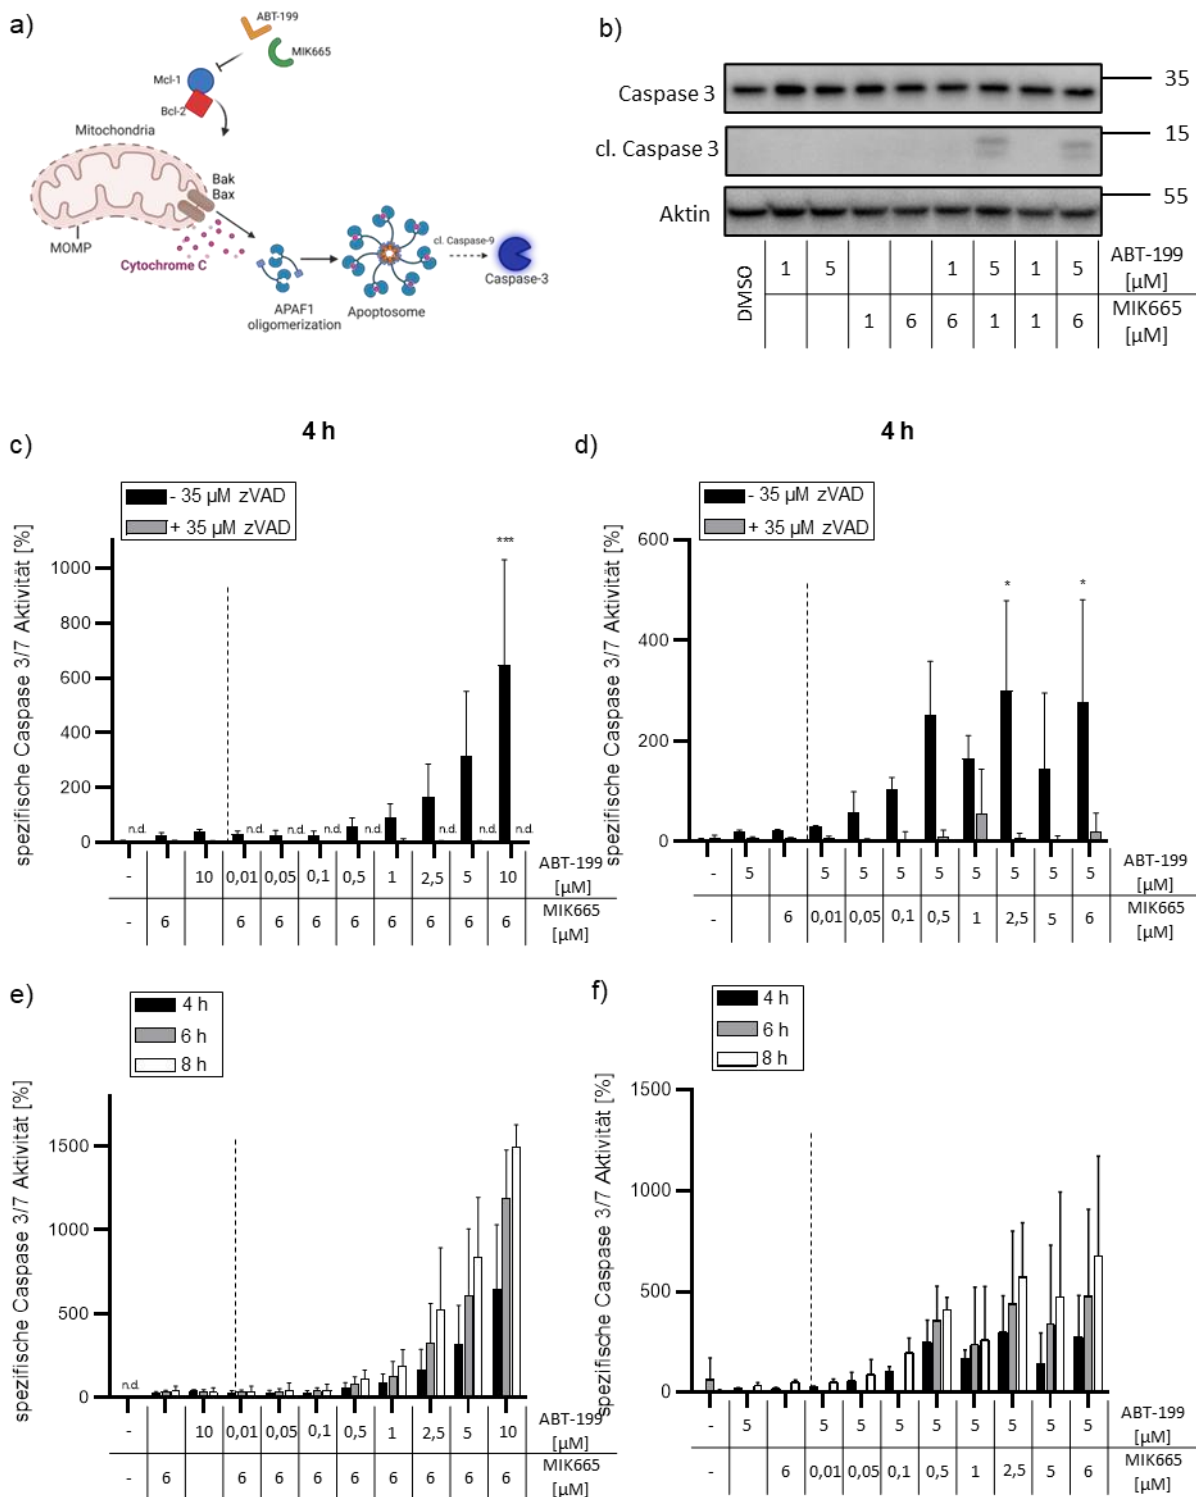 a)
ABT-199
MIK665
Mcl-1
Bcl-2
Mitochondria
Bak
Bax
MOMP
Cytochrome C
APAF1
oligomerization
Apoptosome
cl. Caspase-9
Caspase-3
b)
Caspase 3
35
cl. Caspase 3
15
Aktin
55
DMSO
1 5 1 5 1 5 ABT-199
[µM]
1 6 6 1 1 6 MIK665
[µM]
c)
4 h
- 35 µM zVAD
+ 35 µM zVAD
spezifische Caspase 3/7 Aktivität [%]
1000
800
600
400
200
0
***
n.d. n.d. n.d. n.d. n.d. n.d. n.d. n.d.
- 10 0,01 0,05 0,1 0,5 1 2,5 5 10 ABT-199
[µM]
- 6 6 6 6 6 6 6 6 6 MIK665
[µM]
d)
4 h
- 35 µM zVAD
+ 35 µM zVAD
spezifische Caspase 3/7 Aktivität [%]
600
400
200
0
* *
- 5 5 5 5 5 5 5 5 5 ABT-199
[µM]
- 6 0,01 0,05 0,1 0,5 1 2,5 5 6 MIK665
[µM]
e)
4 h
6 h
8 h
spezifische Caspase 3/7 Aktivität [%]
1500
1000
500
0
n.d.
- 10 0,01 0,05 0,1 0,5 1 2,5 5 10 ABT-199
[µM]
- 6 6 6 6 6 6 6 6 6 MIK665
[µM]
f)
4 h
6 h
8 h
spezifische Caspase 3/7 Aktivität [%]
1500
1000
500
0
- 5 5 5 5 5 5 5 5 5 ABT-199
[µM]
- 6 0,01 0,05 0,1 0,5 1 2,5 5 6 MIK665
[µM]